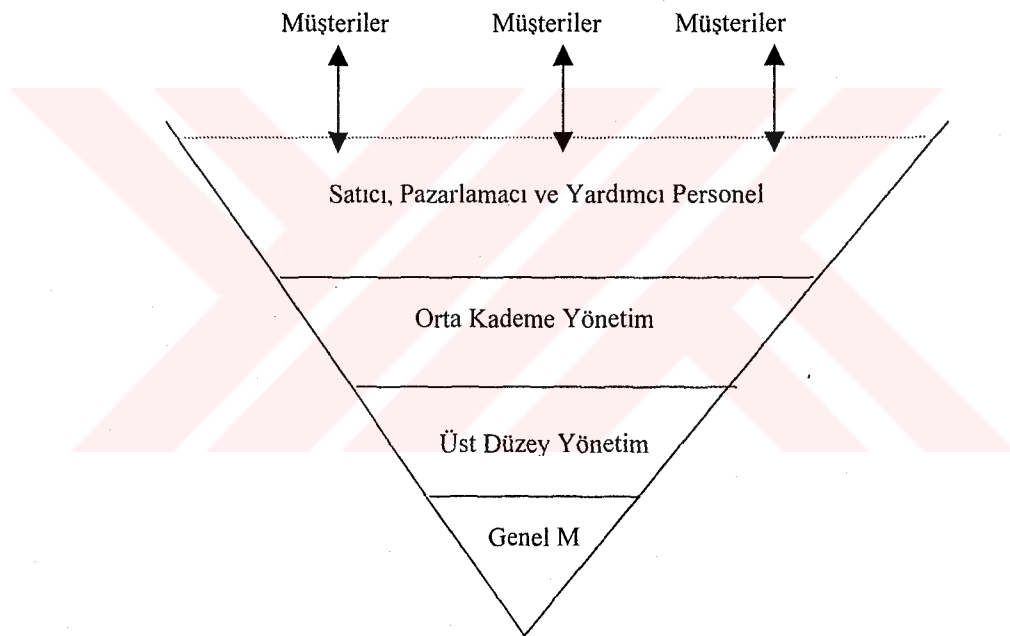 Müşteriler Müşteriler Müşteriler
Satıcı, Pazarlamacı ve Yardımcı Personel
Orta Kademe Yönetim
Üst Düzey Yönetim
Genel M